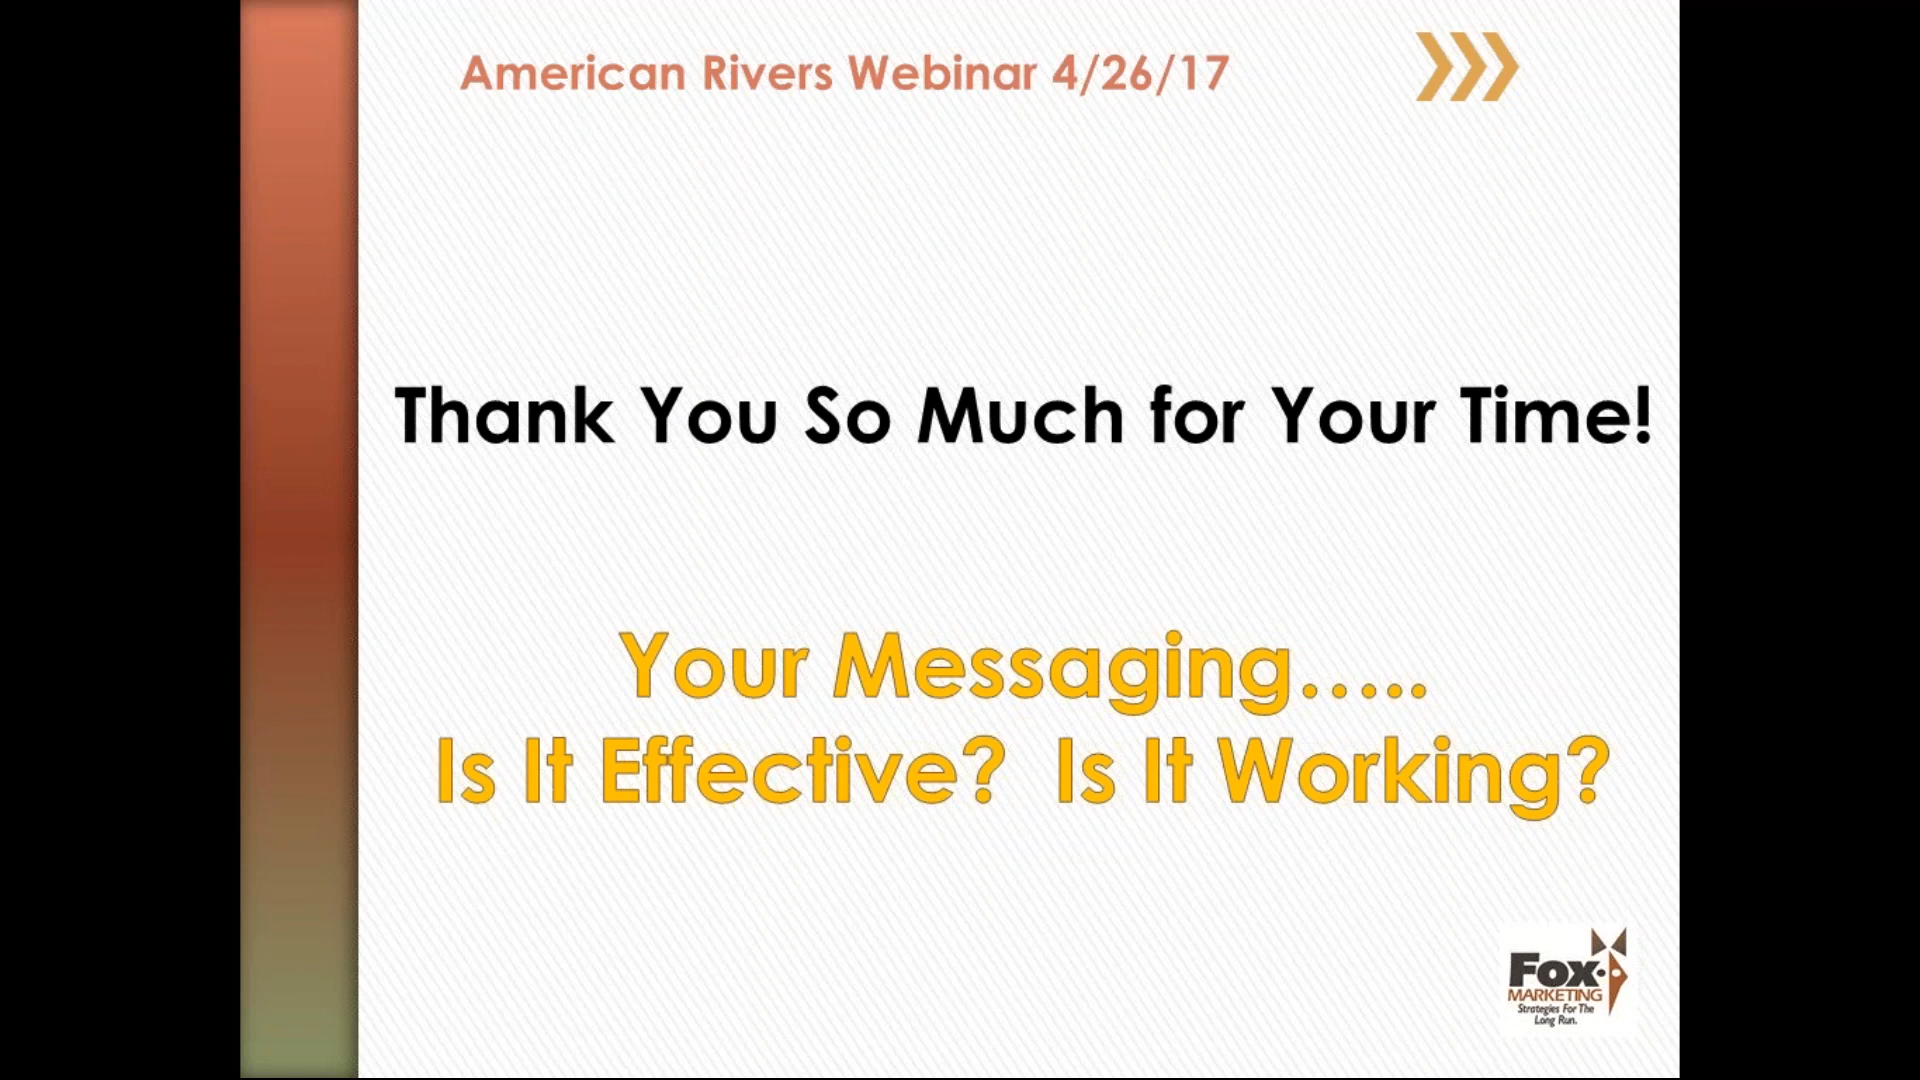 American Rivers Webinar 4/26/17
Thank You So Much for Your Time!
Your Messaging.....
Is It Effective?  Is It Working?
Fox
MARKETING
Strategies For The
Long Run.